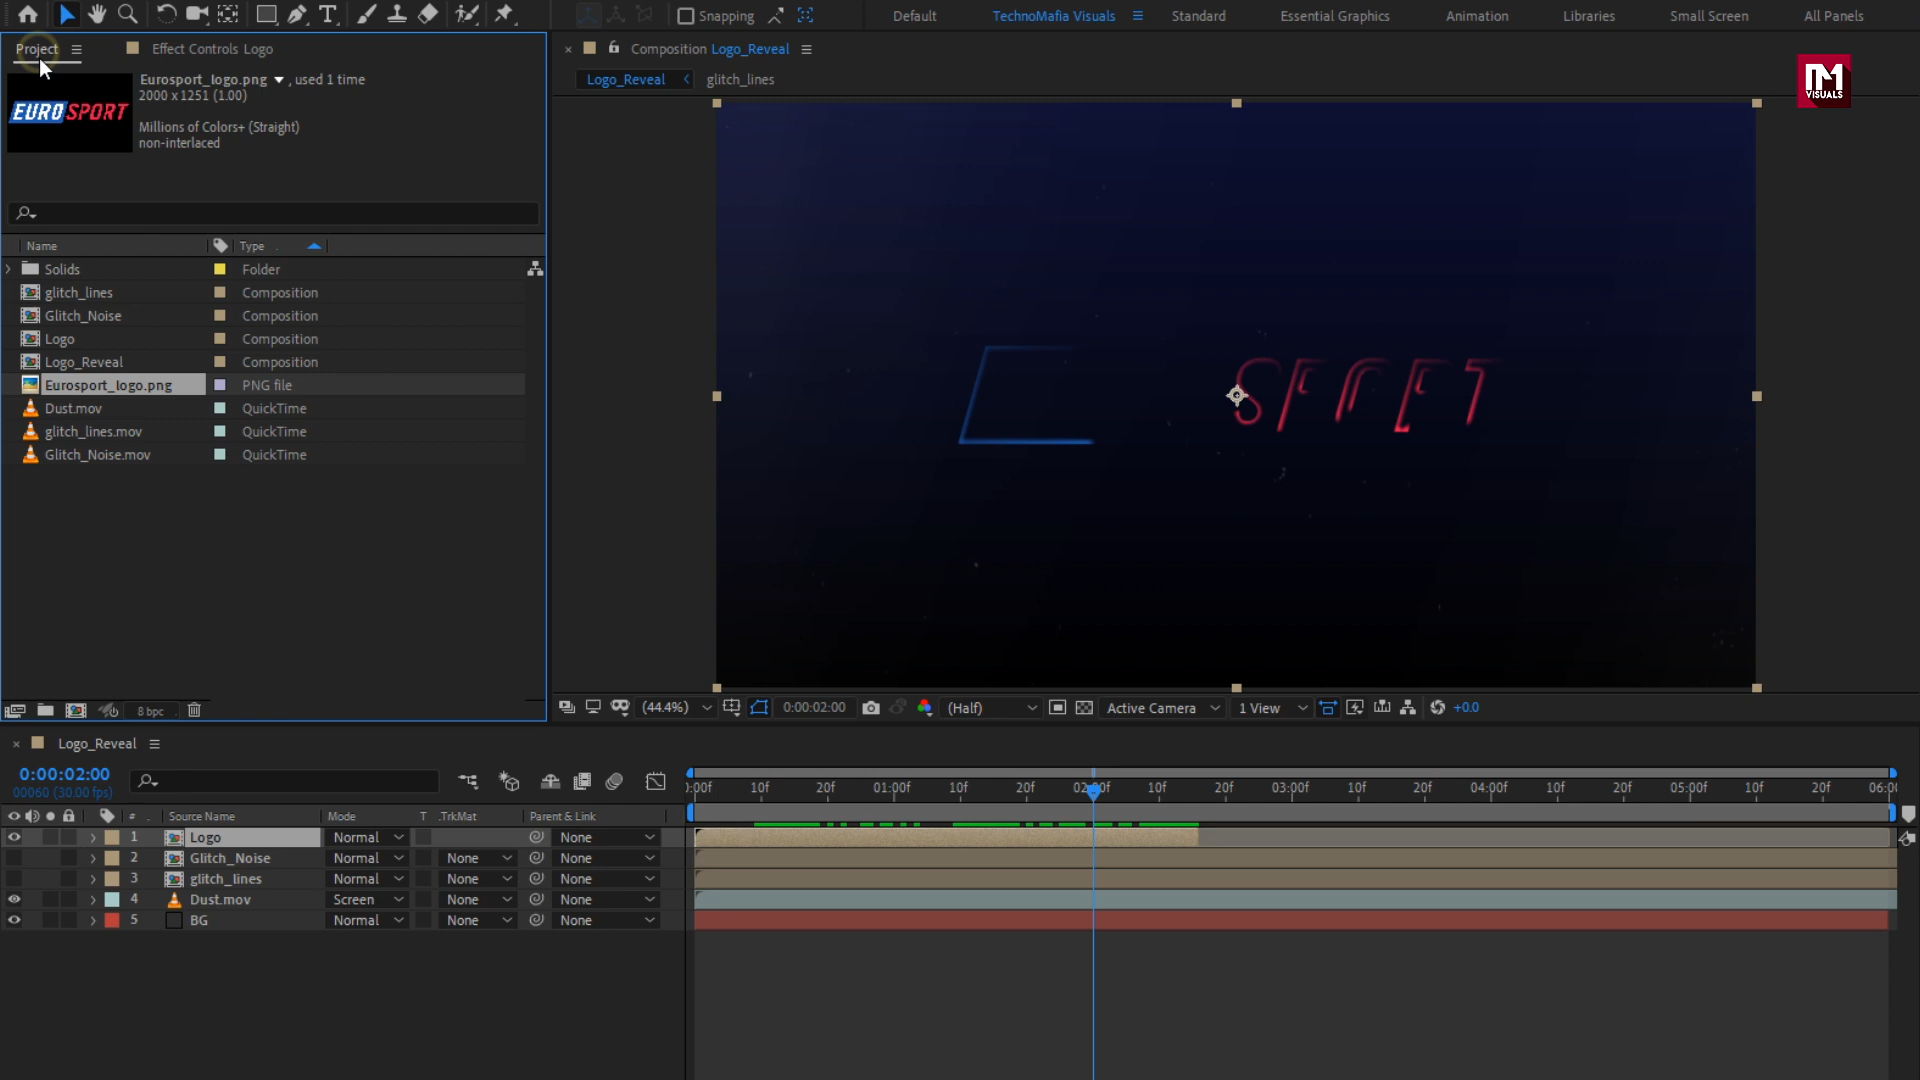 Snapping
Default
TechnoMafia Visuals
Standard
Essential Graphics
Animation
Libraries
Small Screen
All Panels
Project
Effect Controls Logo
Eurosport_logo.png , used 1 time
2000 x 1251 (1.00)
Millions of Colors+ (Straight)
non-interlaced
EUROSPORT
Composition Logo_Reveal
Logo_Reveal
glitch_lines
VISUALS
Name
Type
Solids Folder
glitch_lines Composition
Glitch_Noise Composition
Logo Composition
Logo_Reveal Composition
Eurosport_logo.png PNG file
Dust.mov QuickTime
glitch_lines.mov QuickTime
Glitch_Noise.mov QuickTime
8 bpc
(44.4%)
0:00:02:00
(Half)
Active Camera
1 View
+0.0
Logo_Reveal
0:00:02:00
00060 (30.00 fps)
# Source Name Mode T .TrkMat Parent & Link
1 Logo Normal None
2 Glitch_Noise Normal None None
3 glitch_lines Normal None None
4 Dust.mov Screen None None
5 BG Normal None None
):00f 10f 20f 01:00f 10f 20f 02:00f 10f 20f 03:00f 10f 20f 04:00f 10f 20f 05:00f 10f 20f 06:00